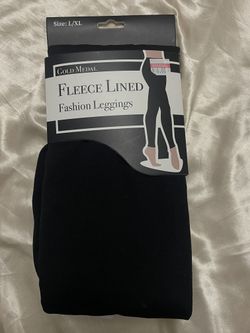 Size: L/XL
GOLD MEDAL
FLEECE LINED
Fashion Leggings